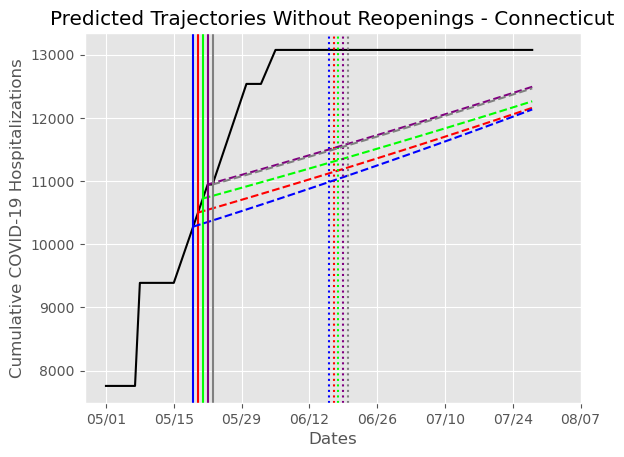 Predicted Trajectories Without Reopenings - Connecticut
Cumulative COVID-19 Hospitalizations
13000
12000
11000
10000
9000
8000
05/01 05/15 05/29 06/12 06/26 07/10 07/24 08/07
Dates